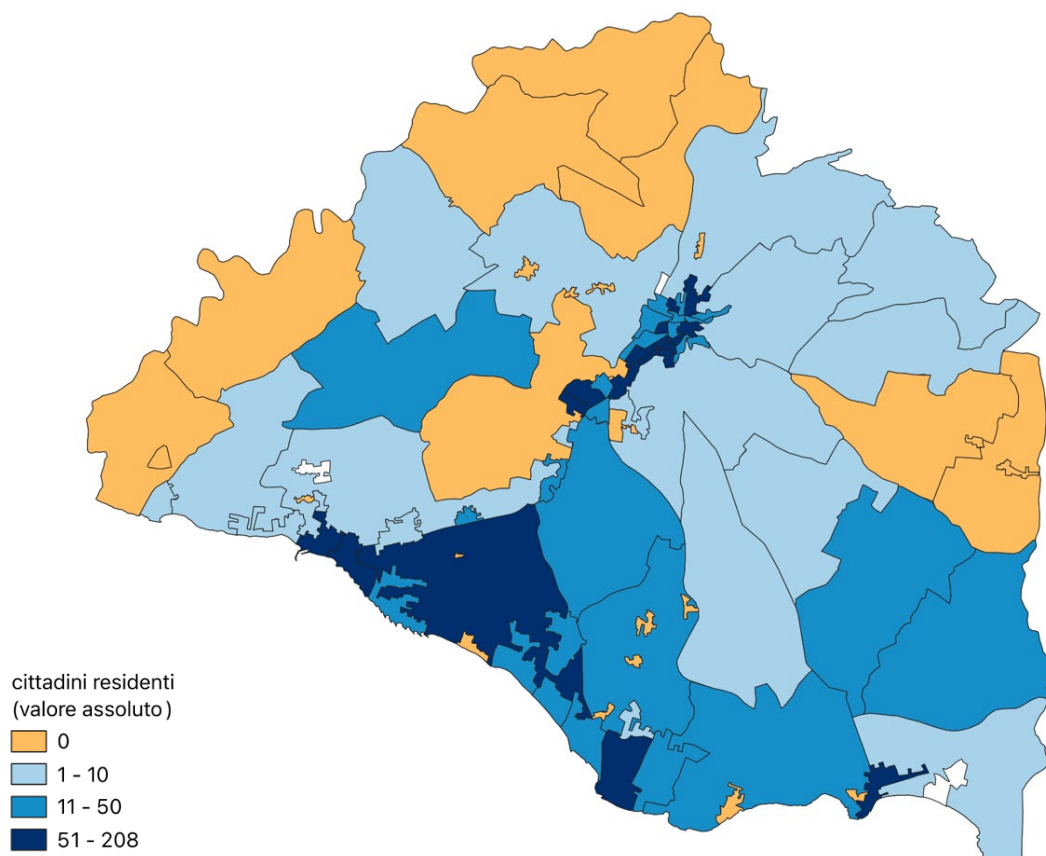 cittadini residenti
(valore assoluto)
0
1 - 10
11 - 50
51 - 208